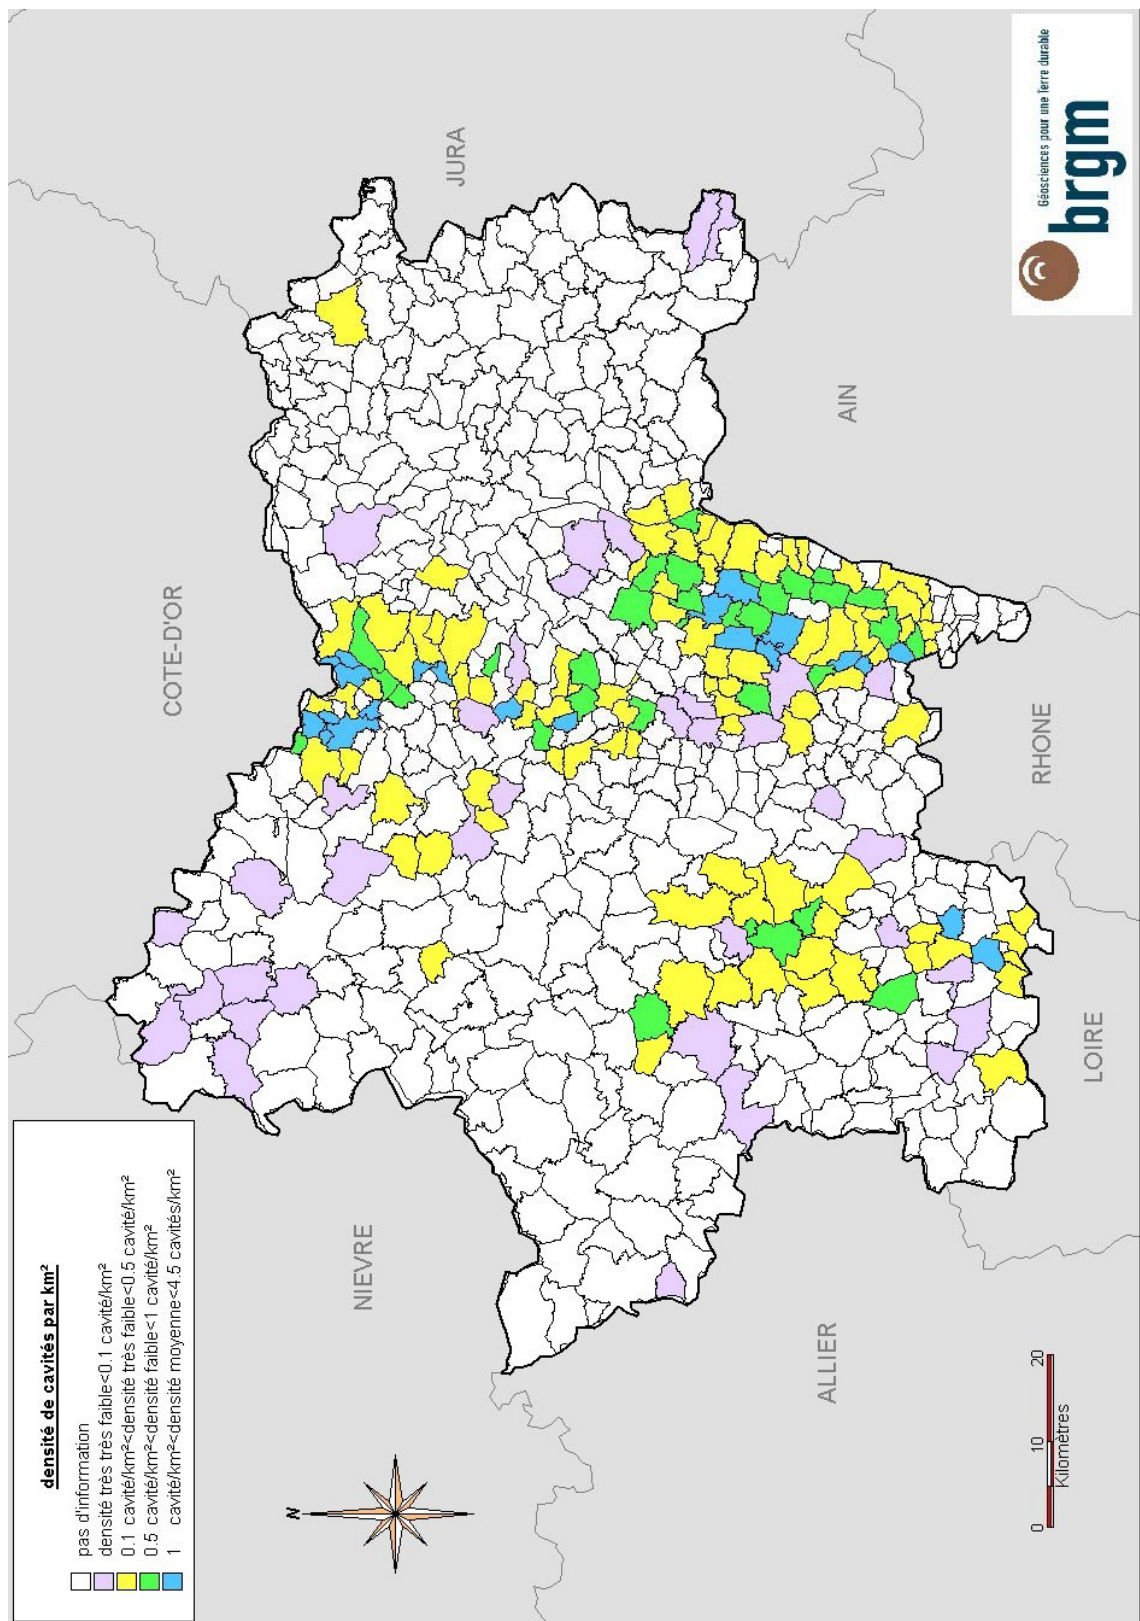 densité de cavités par km²
pas d'information
densité très très faible<0.1 cavité/km²
0.1 cavité/km²<densité très faible<0.5 cavité/km²
0.5 cavité/km²<densité faible<1 cavité/km²
1 cavité/km²<densité moyenne<4.5 cavités/km²
N
NIEVRE
COTE-D'OR
JURA
AIN
RHONE
LOIRE
ALLIER
0 10 20
Kilomètres
Géosciences pour une Terre durable
brgm